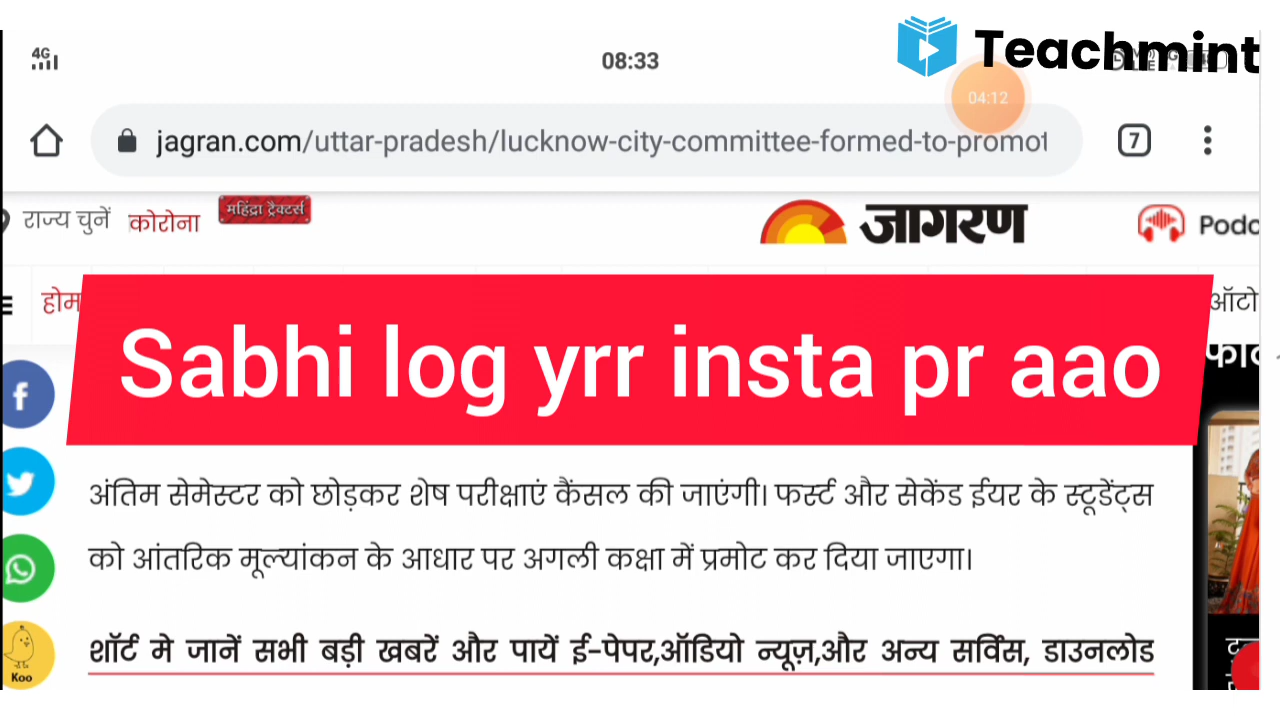 Teachmint
4G
08:33
04:12
jagran.com/uttar-pradesh/lucknow-city-committee-formed-to-promot
7
राज्य चुनें कोरोना महिंद्रा ट्रैक्टर्स
जागरण
Podc
होम
ऑटो
Sabhi log yrr insta pr aao
अंतिम सेमेस्टर को छोड़कर शेष परीक्षाएं कैंसल की जाएंगी। फर्स्ट और सेकेंड ईयर के स्टूडेंट्स
को आंतरिक मूल्यांकन के आधार पर अगली कक्षा में प्रमोट कर दिया जाएगा।
शॉर्ट मे जानें सभी बड़ी खबरें और पायें ई-पेपर,ऑडियो न्यूज़,और अन्य सर्विस, डाउनलोड
Koo